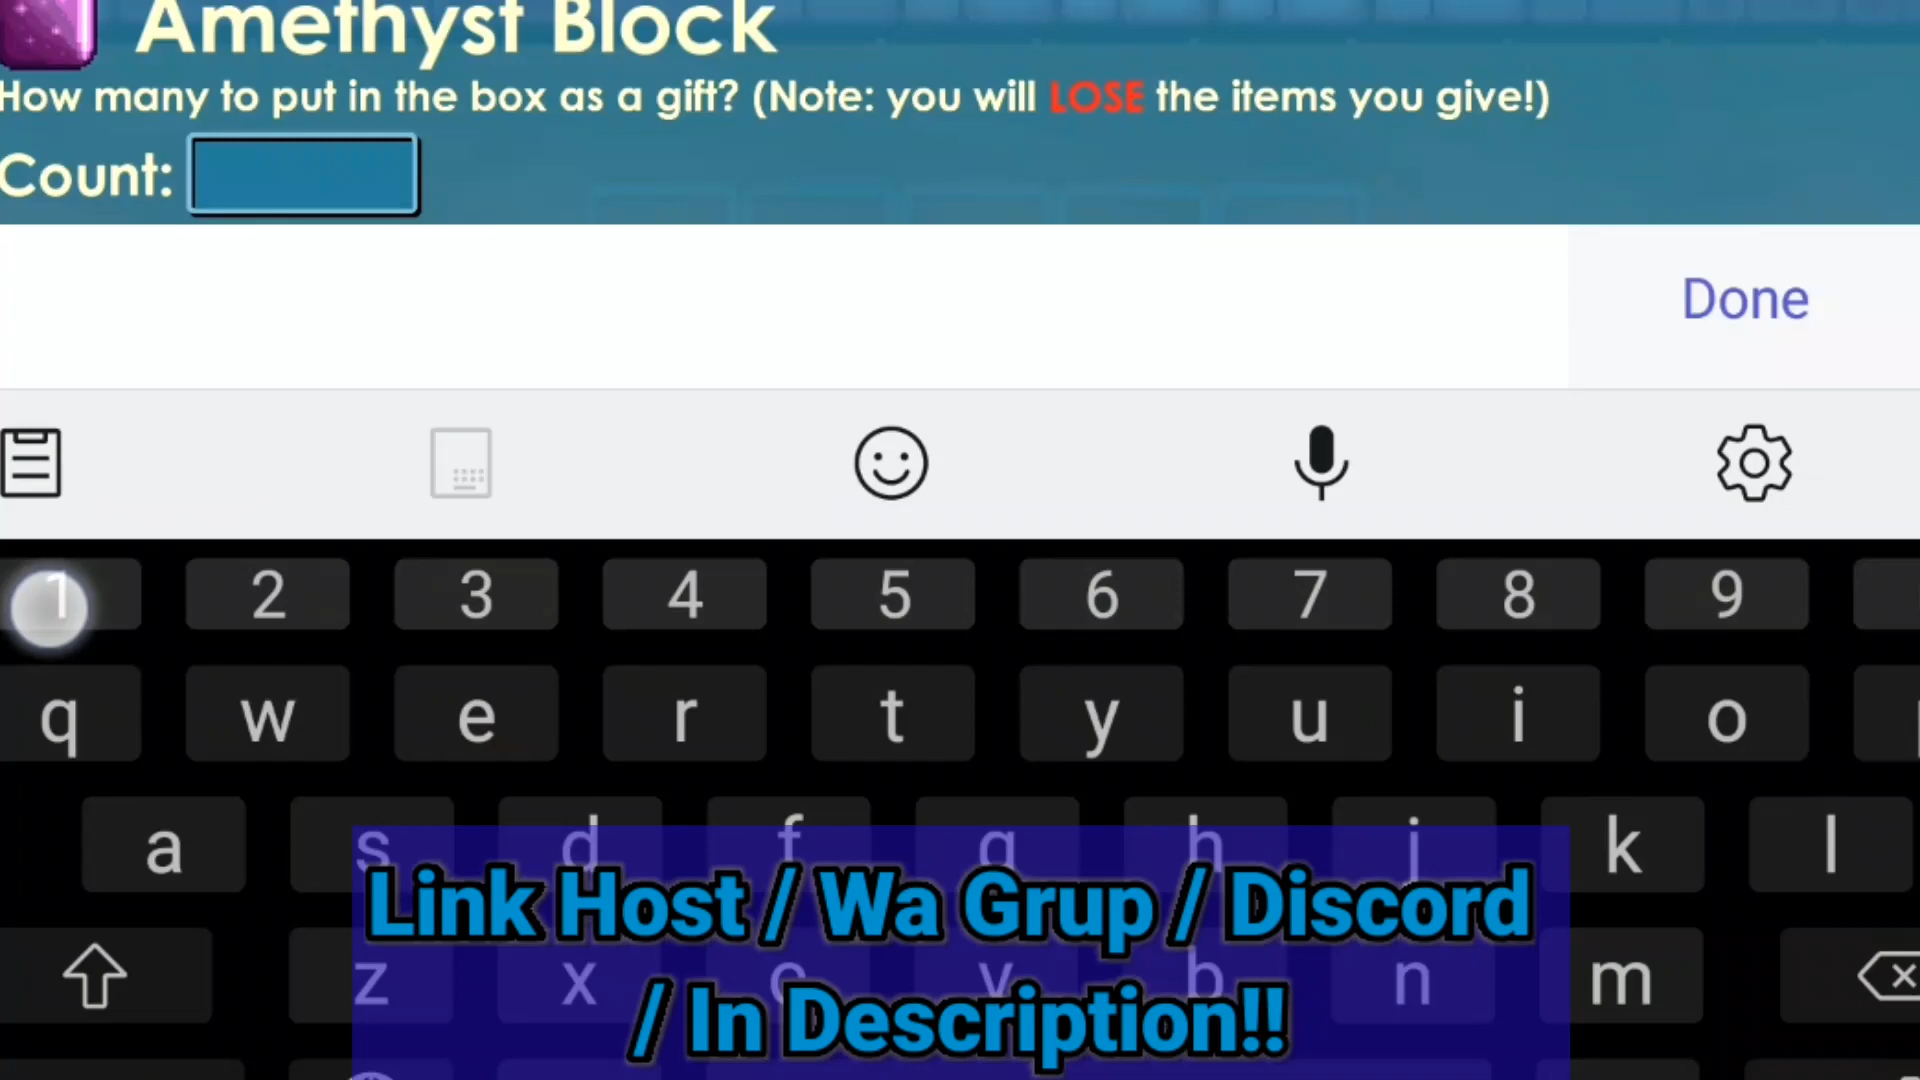 Amethyst Block
How many to put in the box as a gift? (Note: you will LOSE the items you give!)
Count:
Done
1 2 3 4 5 6 7 8 9
q w e r t y u i o
a s d f g h j k l
z x c v b n m
Link Host / Wa Grup / Discord
/ In Description!!